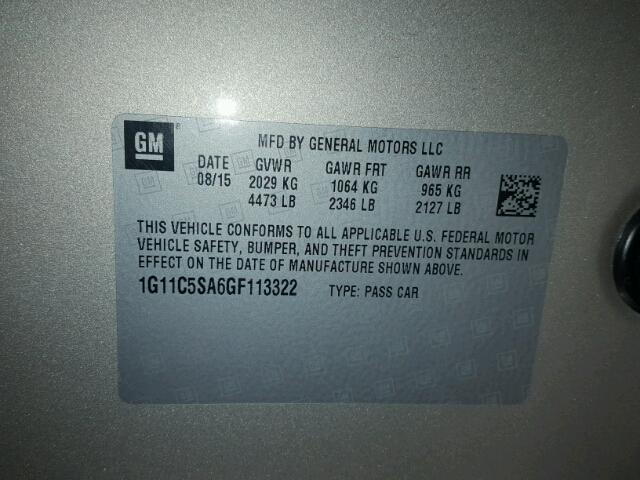 GM ®
MFD BY GENERAL MOTORS LLC
DATE GVWR GAWR FRT GAWR RR
08/15 2029 KG 1064 KG 965 KG
4473 LB 2346 LB 2127 LB
THIS VEHICLE CONFORMS TO ALL APPLICABLE U.S. FEDERAL MOTOR
VEHICLE SAFETY, BUMPER, AND THEFT PREVENTION STANDARDS IN
EFFECT ON THE DATE OF MANUFACTURE SHOWN ABOVE.
1G11C5SA6GF113322 TYPE: PASS CAR